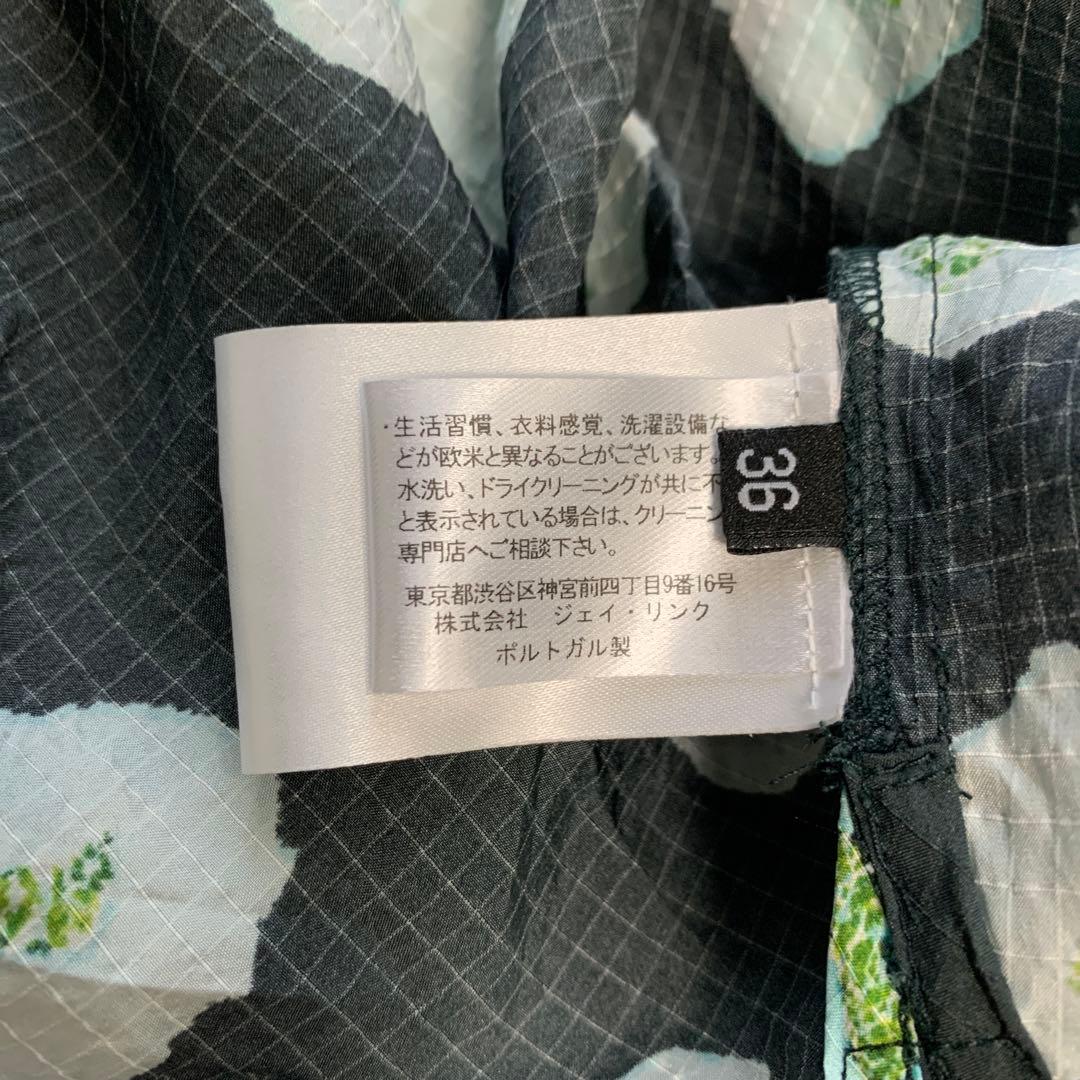 ・生活習慣、衣料感覚、洗濯設備な
どが欧米と異なることがございます。
水洗い、ドライクリーニングが共に不
と表示されている場合は、クリーニン
専門店へご相談下さい。
東京都渋谷区神宮前四丁目9番16号
株式会社 ジェイ・リンク
ポルトガル製
36